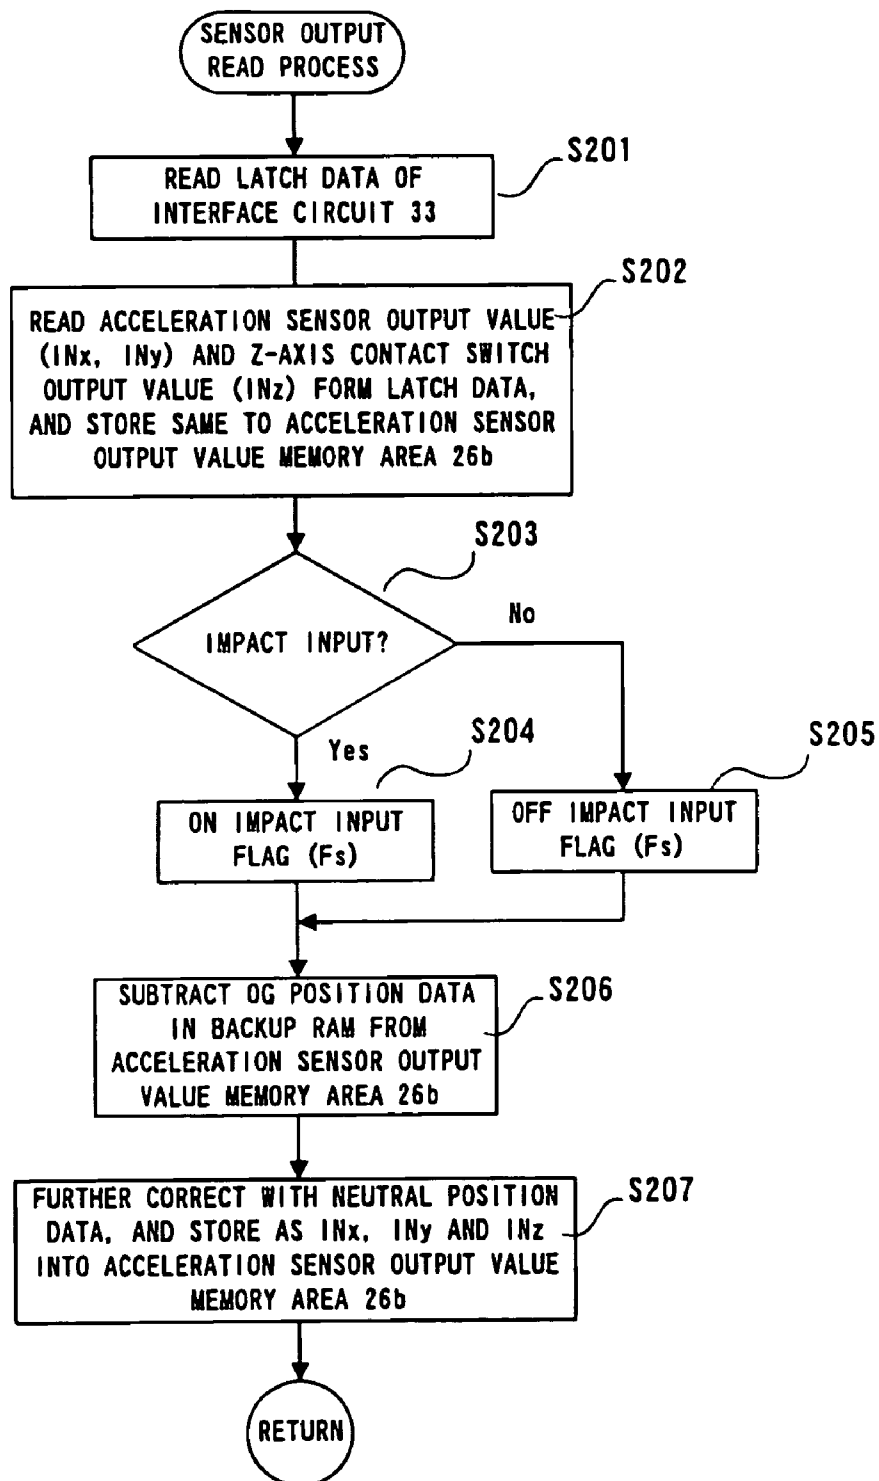 SENSOR OUTPUT
READ PROCESS
S201
READ LATCH DATA OF
INTERFACE CIRCUIT 33
S202
READ ACCELERATION SENSOR OUTPUT VALUE
(INx, INy) AND Z-AXIS CONTACT SWITCH
OUTPUT VALUE (INz) FORM LATCH DATA,
AND STORE SAME TO ACCELERATION SENSOR
OUTPUT VALUE MEMORY AREA 26b
S203
IMPACT INPUT?
No
Yes
S204
ON IMPACT INPUT
FLAG (Fs)
S205
OFF IMPACT INPUT
FLAG (Fs)
S206
SUBTRACT OG POSITION DATA
IN BACKUP RAM FROM
ACCELERATION SENSOR OUTPUT
VALUE MEMORY AREA 26b
S207
FURTHER CORRECT WITH NEUTRAL POSITION
DATA, AND STORE AS INx, INy AND INz
INTO ACCELERATION SENSOR OUTPUT VALUE
MEMORY AREA 26b
RETURN